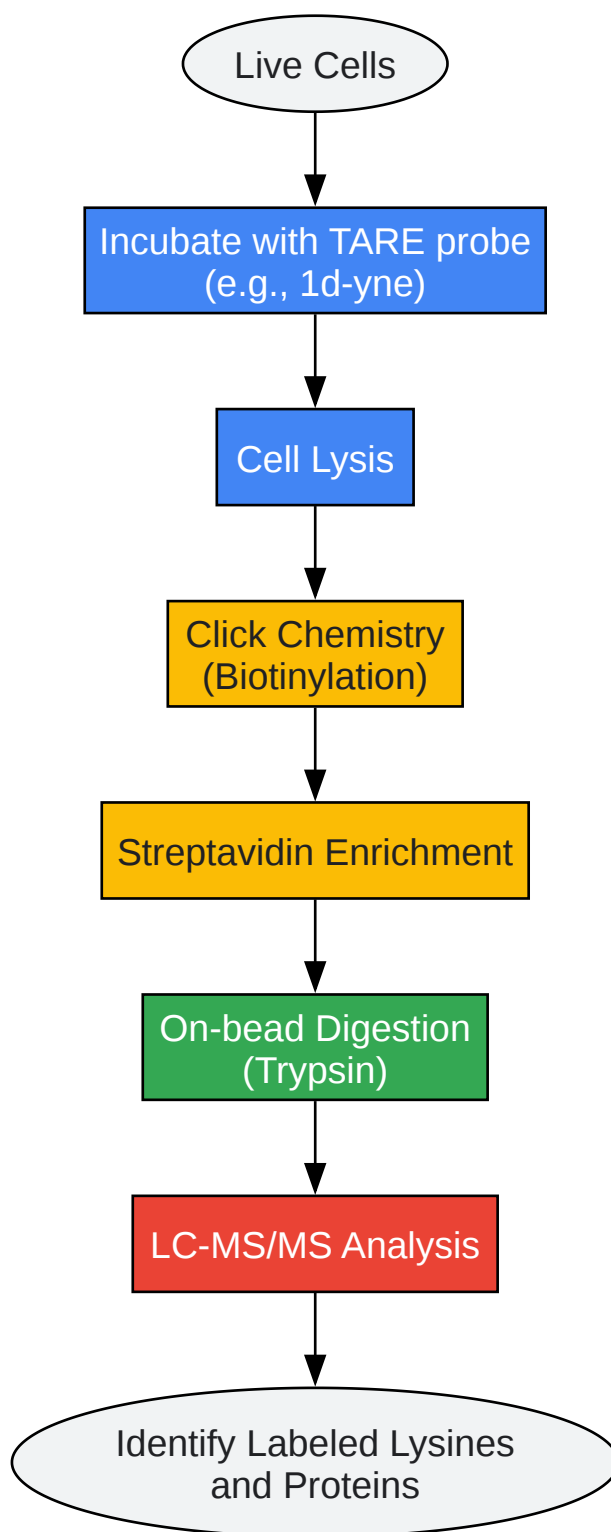 Live Cells
Incubate with TARE probe
(e.g., 1d-yne)
Cell Lysis
Click Chemistry
(Biotinylation)
Streptavidin Enrichment
On-bead Digestion
(Trypsin)
LC-MS/MS Analysis
Identify Labeled Lysines
and Proteins